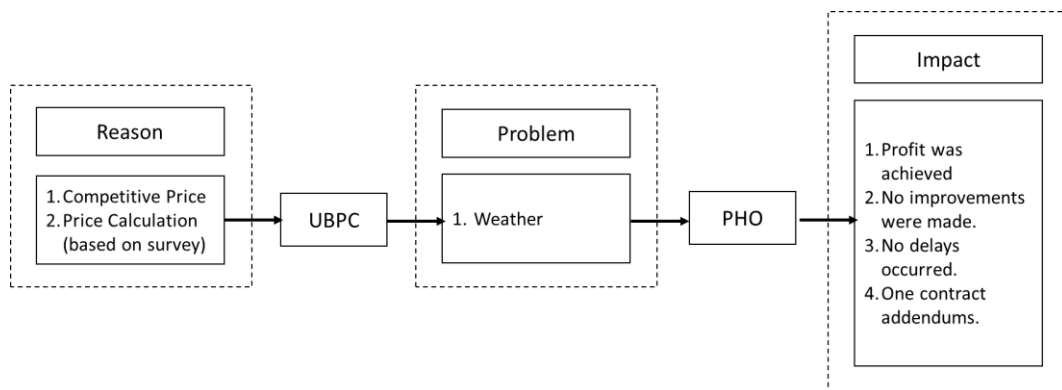 Reason
1. Competitive Price
2. Price Calculation
(based on survey)
UBPC
Problem
1. Weather
PHO
Impact
1. Profit was
achieved
2. No improvements
were made.
3. No delays
occurred.
4. One contract
addendums.